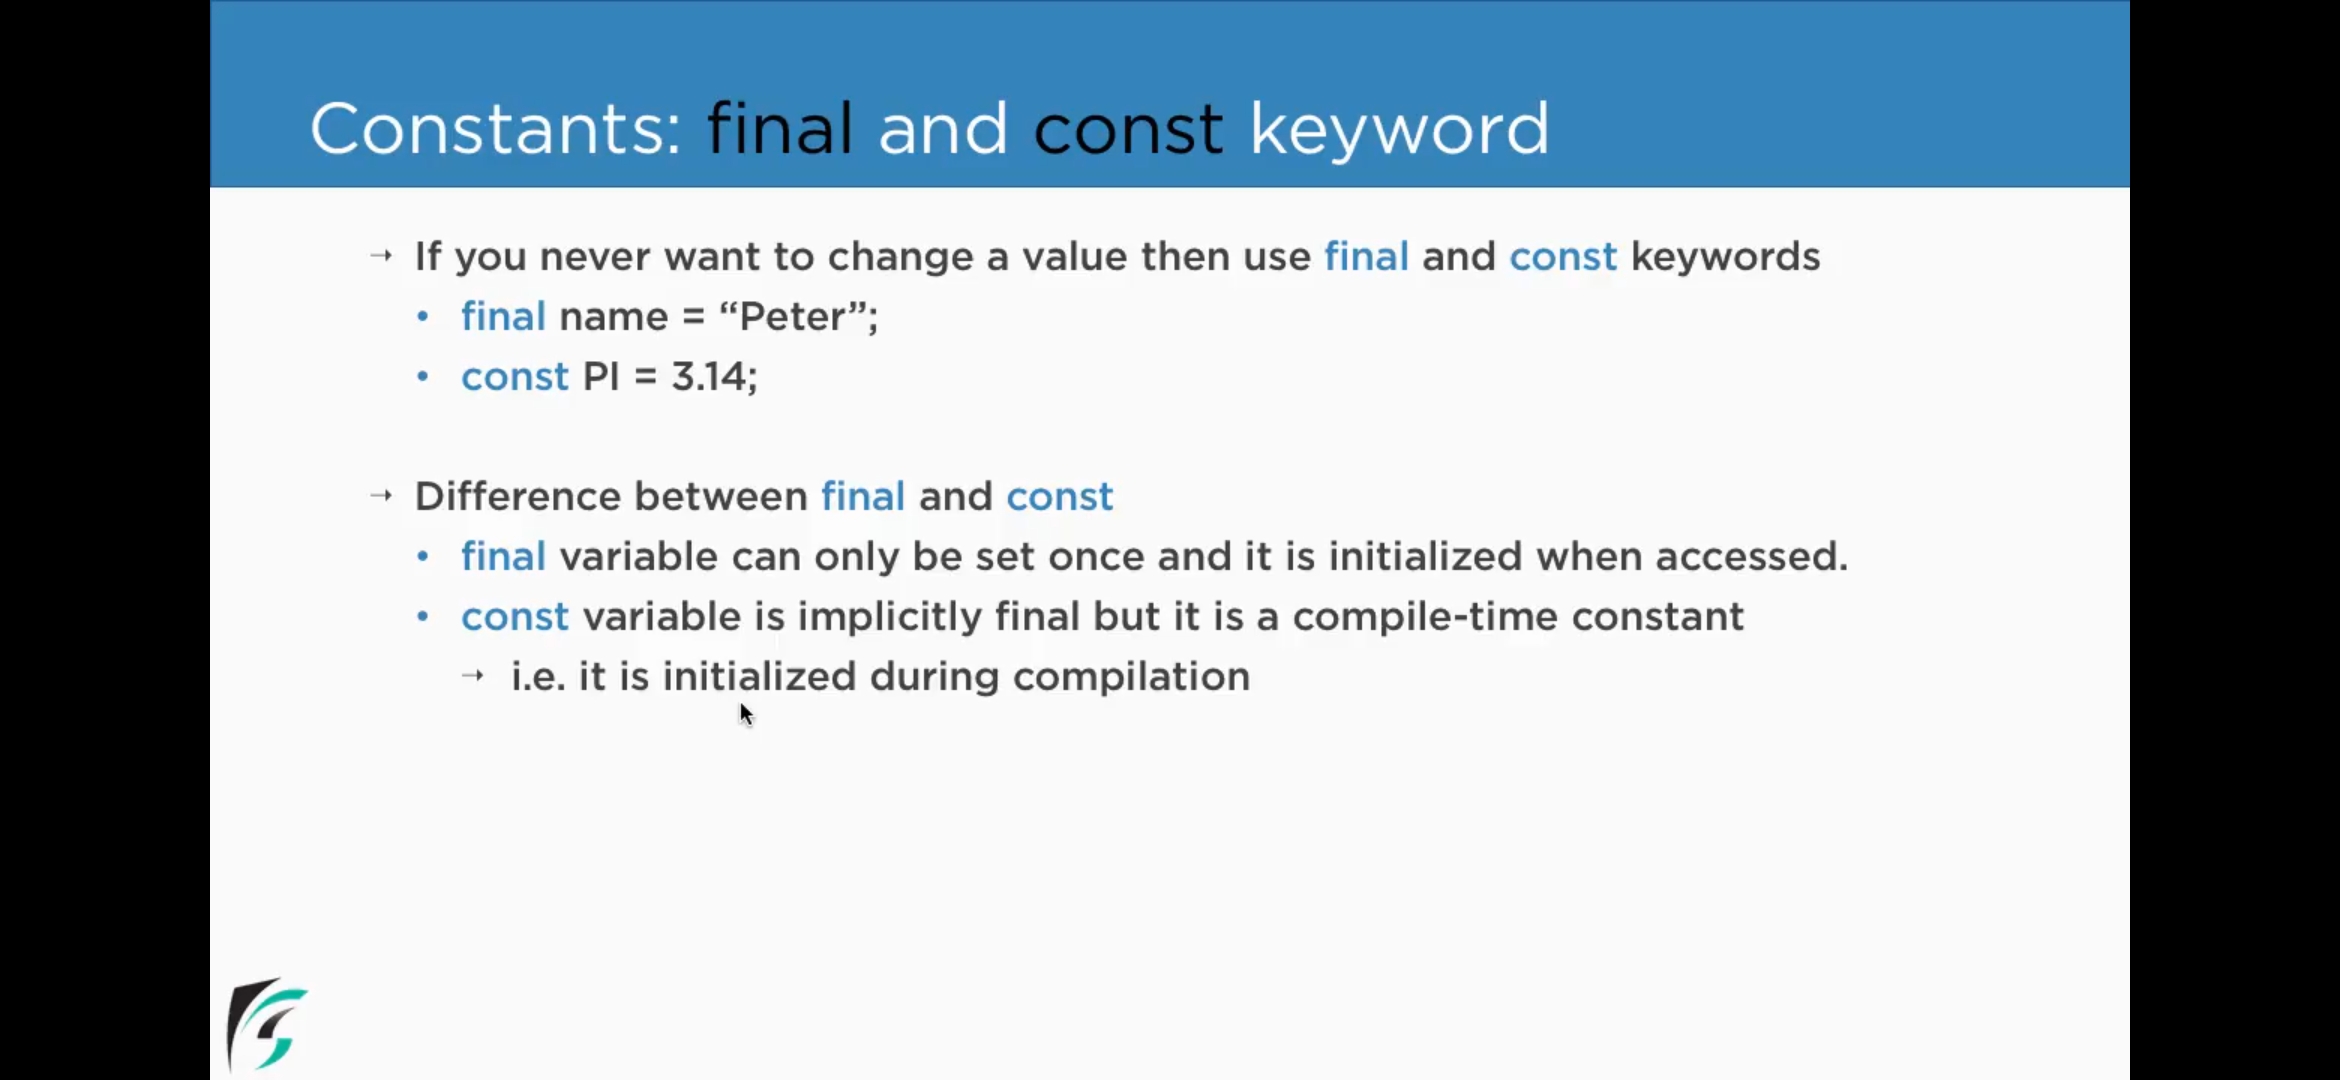 Constants: final and const keyword
→ If you never want to change a value then use final and const keywords
• final name = “Peter”;
• const PI = 3.14;
→ Difference between final and const
• final variable can only be set once and it is initialized when accessed.
• const variable is implicitly final but it is a compile-time constant
→ i.e. it is initialized during compilation